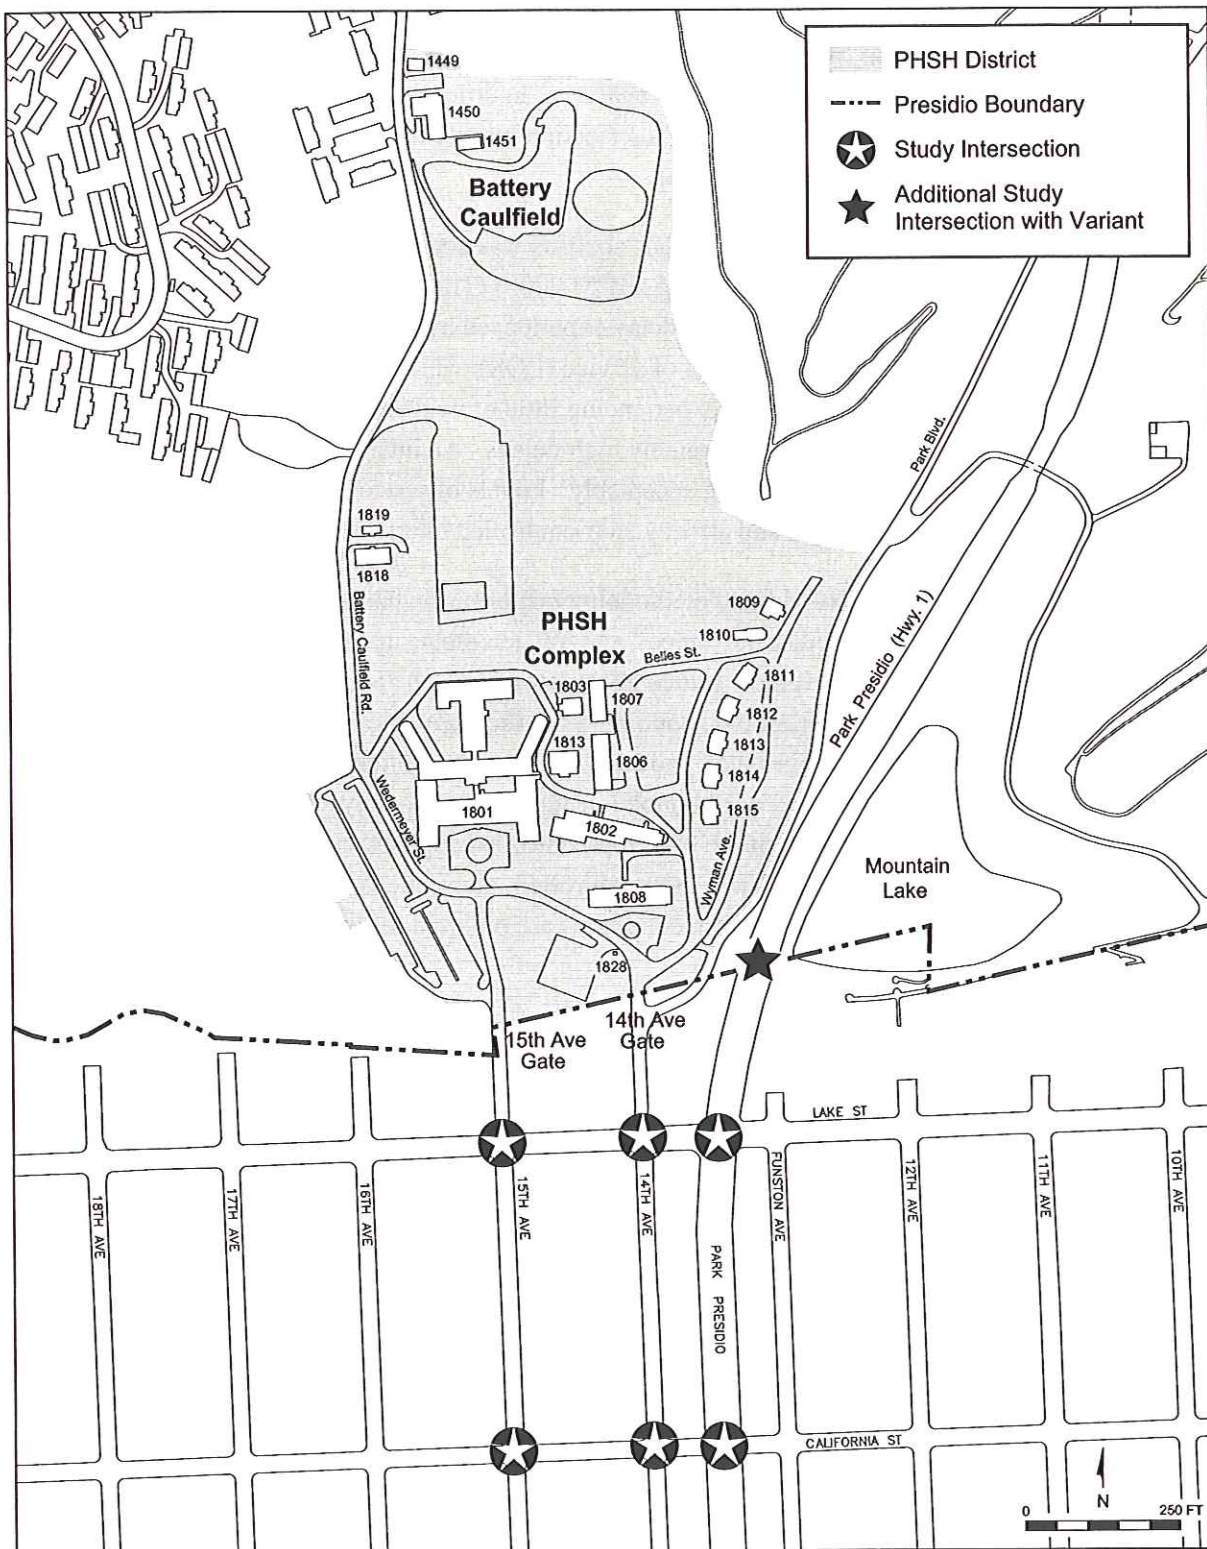 PHSH District
Presidio Boundary
Study Intersection
Additional Study
Intersection with Variant
1449
1450
1451
Battery
Caulfield
Park Blvd.
Park Presidio (Hwy. 1)
1819
1818
Battery Caulfield Rd.
PHSH
Complex
1809
1810
Belles St.
1811
1803
1807
1812
1813
1813
1806
1814
1815
1801
1802
Wedermeyer St.
Wyman Ave.
1808
Mountain
Lake
1828
14th Ave
Gate
15th Ave
Gate
LAKE ST
18TH AVE
17TH AVE
16TH AVE
15TH AVE
14TH AVE
PARK PRESIDIO
FUNSTON AVE
12TH AVE
11TH AVE
10TH AVE
CALIFORNIA ST
N
0
250 FT